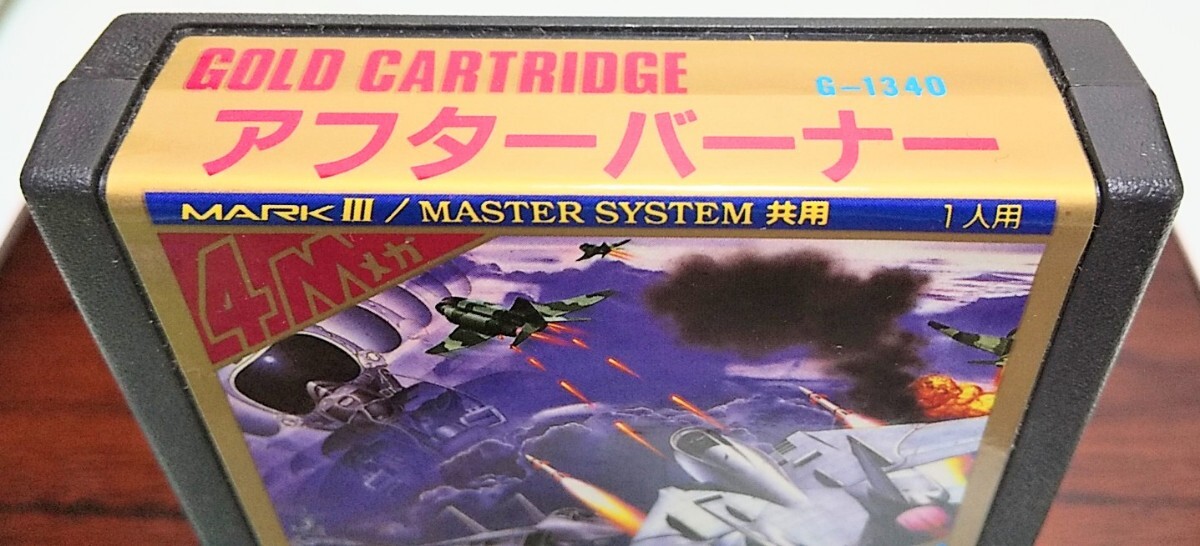 GOLD CARTRIDGE
G-1340
アフターバーナー
MARK III / MASTER SYSTEM 共用
1人用
4Mメガ